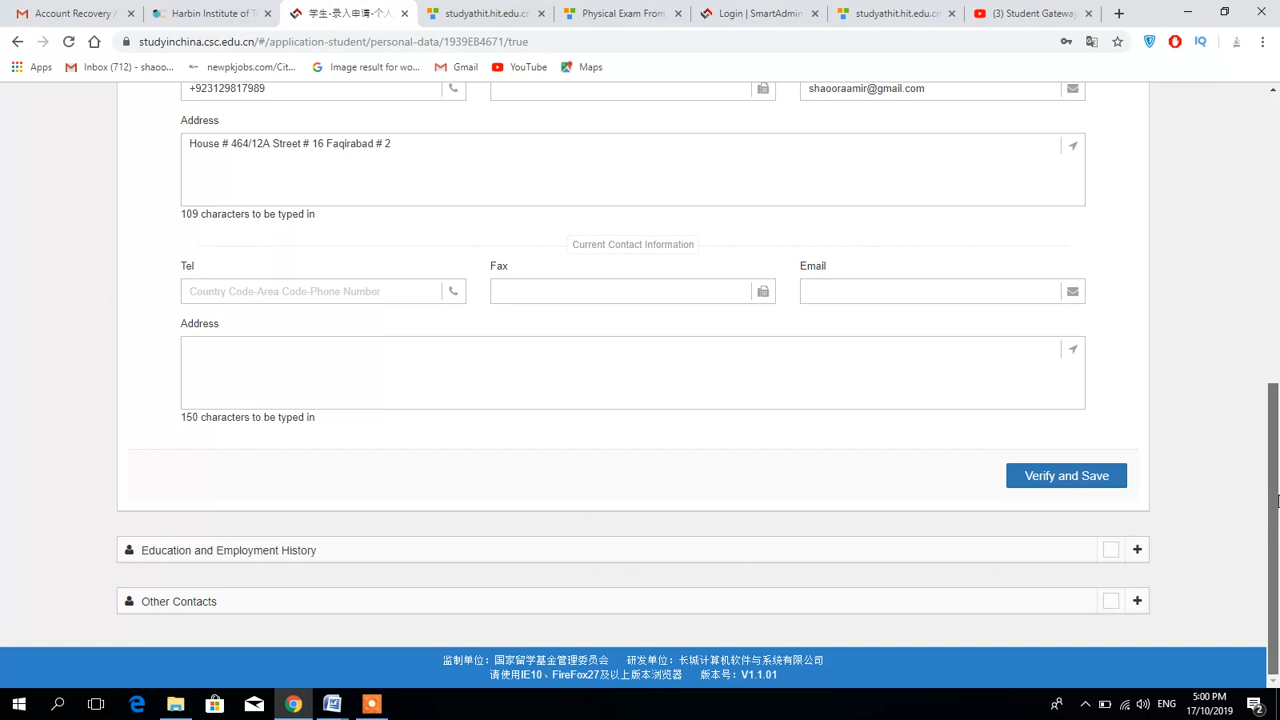 Account Recovery /
Harbin Institute of T
学生-录入申请-个人
studyathit.hit.edu.cn
Physical Exam From
Login | SmartAdmin
studyathit.hit.edu.cn
(3) Student Gateway
studyinchina.csc.edu.cn/#/application-student/personal-data/1939EB4671/true
Apps
Inbox (712) - shaoo...
newpkjobs.com/Cit...
Image result for wo...
Gmail
YouTube
Maps
+923129817989
shaooraamir@gmail.com
Address
House # 464/12A Street # 16 Faqirabad # 2
109 characters to be typed in
Current Contact Information
Tel
Fax
Email
Country Code-Area Code-Phone Number
Address
150 characters to be typed in
Verify and Save
Education and Employment History
Other Contacts
监制单位：国家留学基金管理委员会 研发单位：长城计算机软件与系统有限公司
请使用IE10、FireFox27及以上版本浏览器 版本号：V1.1.01
ENG
5:00 PM
17/10/2019
2